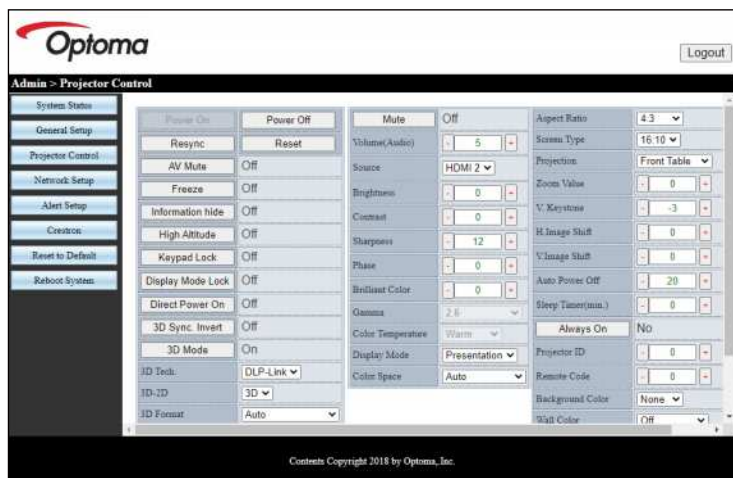 Optoma
Logout
Admin > Projector Control
System Status
General Setup
Projector Control
Network Setup
Alert Setup
Crestron
Reset to Default
Reboot System
Power On Power Off
Resync Reset
AV Mute Off
Freeze Off
Information hide Off
High Altitude Off
Keypad Lock Off
Display Mode Lock Off
Direct Power On Off
3D Sync. Invert Off
3D Mode On
3D Tech. DLP-Link
3D-2D 3D
3D Format Auto
Mute Off
Volume(Audio) - 5 +
Source HDMI 2
Brightness - 0 +
Contrast - 0 +
Sharpness - 12 +
Phase - 0 +
Brilliant Color - 0 +
Gamma 2.6
Color Temperature Warm
Display Mode Presentation
Color Space Auto
Aspect Ratio 4:3
Screen Type 16:10
Projection Front Table
Zoom Value - 0 +
V. Keystone - -3 +
H.Image Shift - 0 +
V.Image Shift - 0 +
Auto Power Off - 20 +
Sleep Timer(min.) - 0 +
Always On No
Projector ID - 0 +
Remote Code - 0 +
Background Color None
Wall Color Off
Contents Copyright 2018 by Optoma, Inc.